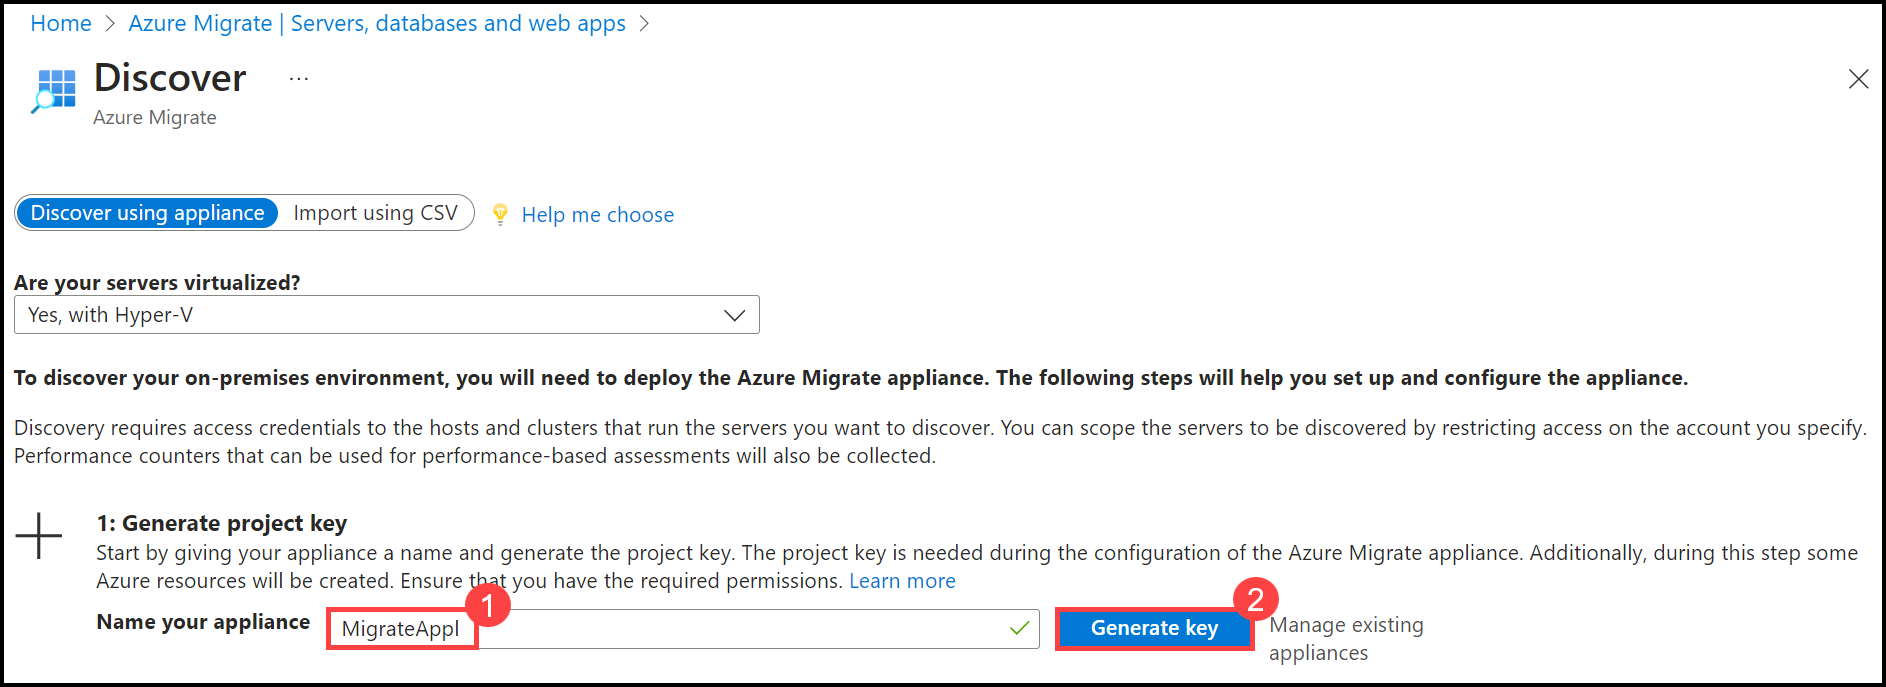 Home > Azure Migrate | Servers, databases and web apps >
Discover ...
Azure Migrate
Discover using appliance Import using CSV Help me choose
Are your servers virtualized?
Yes, with Hyper-V
To discover your on-premises environment, you will need to deploy the Azure Migrate appliance. The following steps will help you set up and configure the appliance.
Discovery requires access credentials to the hosts and clusters that run the servers you want to discover. You can scope the servers to be discovered by restricting access on the account you specify.
Performance counters that can be used for performance-based assessments will also be collected.
1: Generate project key
Start by giving your appliance a name and generate the project key. The project key is needed during the configuration of the Azure Migrate appliance. Additionally, during this step some
Azure resources will be created. Ensure that you have the required permissions. Learn more
1 2
Name your appliance MigrateAppl Generate key Manage existing
appliances